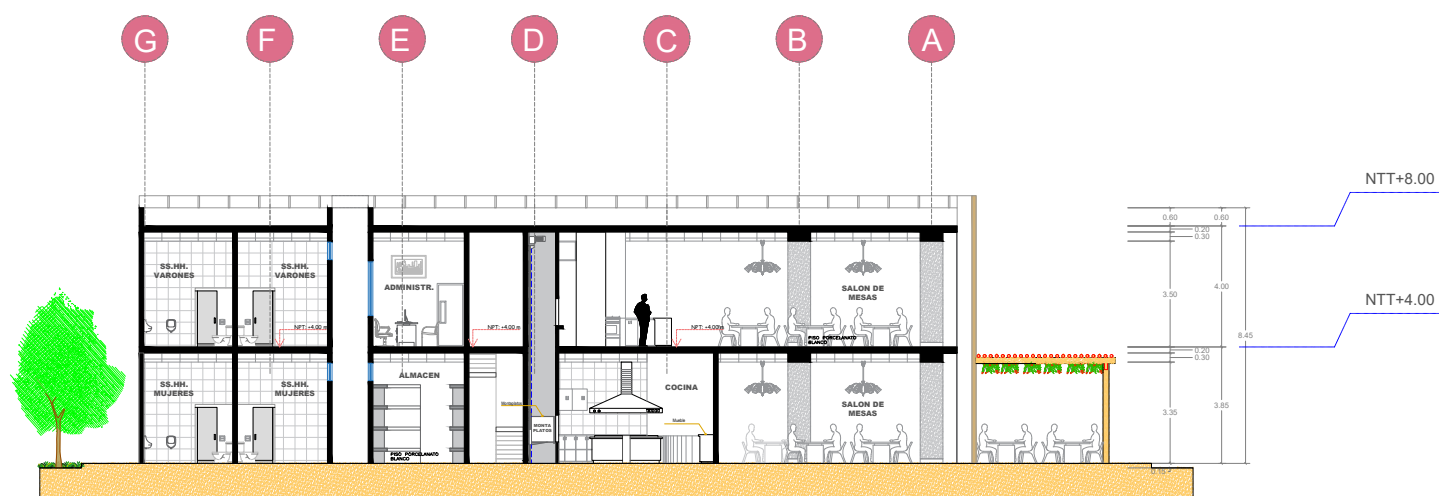 G F E D C B A
NTT+8.00
0.60 0.60
0.20
0.30
SS.HH.
VARONES
SS.HH.
VARONES
ADMINISTR.
SALON DE
MESAS
3.50
4.00
NTT+4.00
NPT: +4.00 m
NPT: +4.00 m
NPT: +4.00 m
PISO PORCELANATO
BLANCO
8.45
0.20
0.30
SS.HH.
MUJERES
SS.HH.
MUJERES
ALMACEN
COCINA
SALON DE
MESAS
3.35
3.85
MONTA
PLATOS
PISO PORCELANATO
BLANCO
0.15